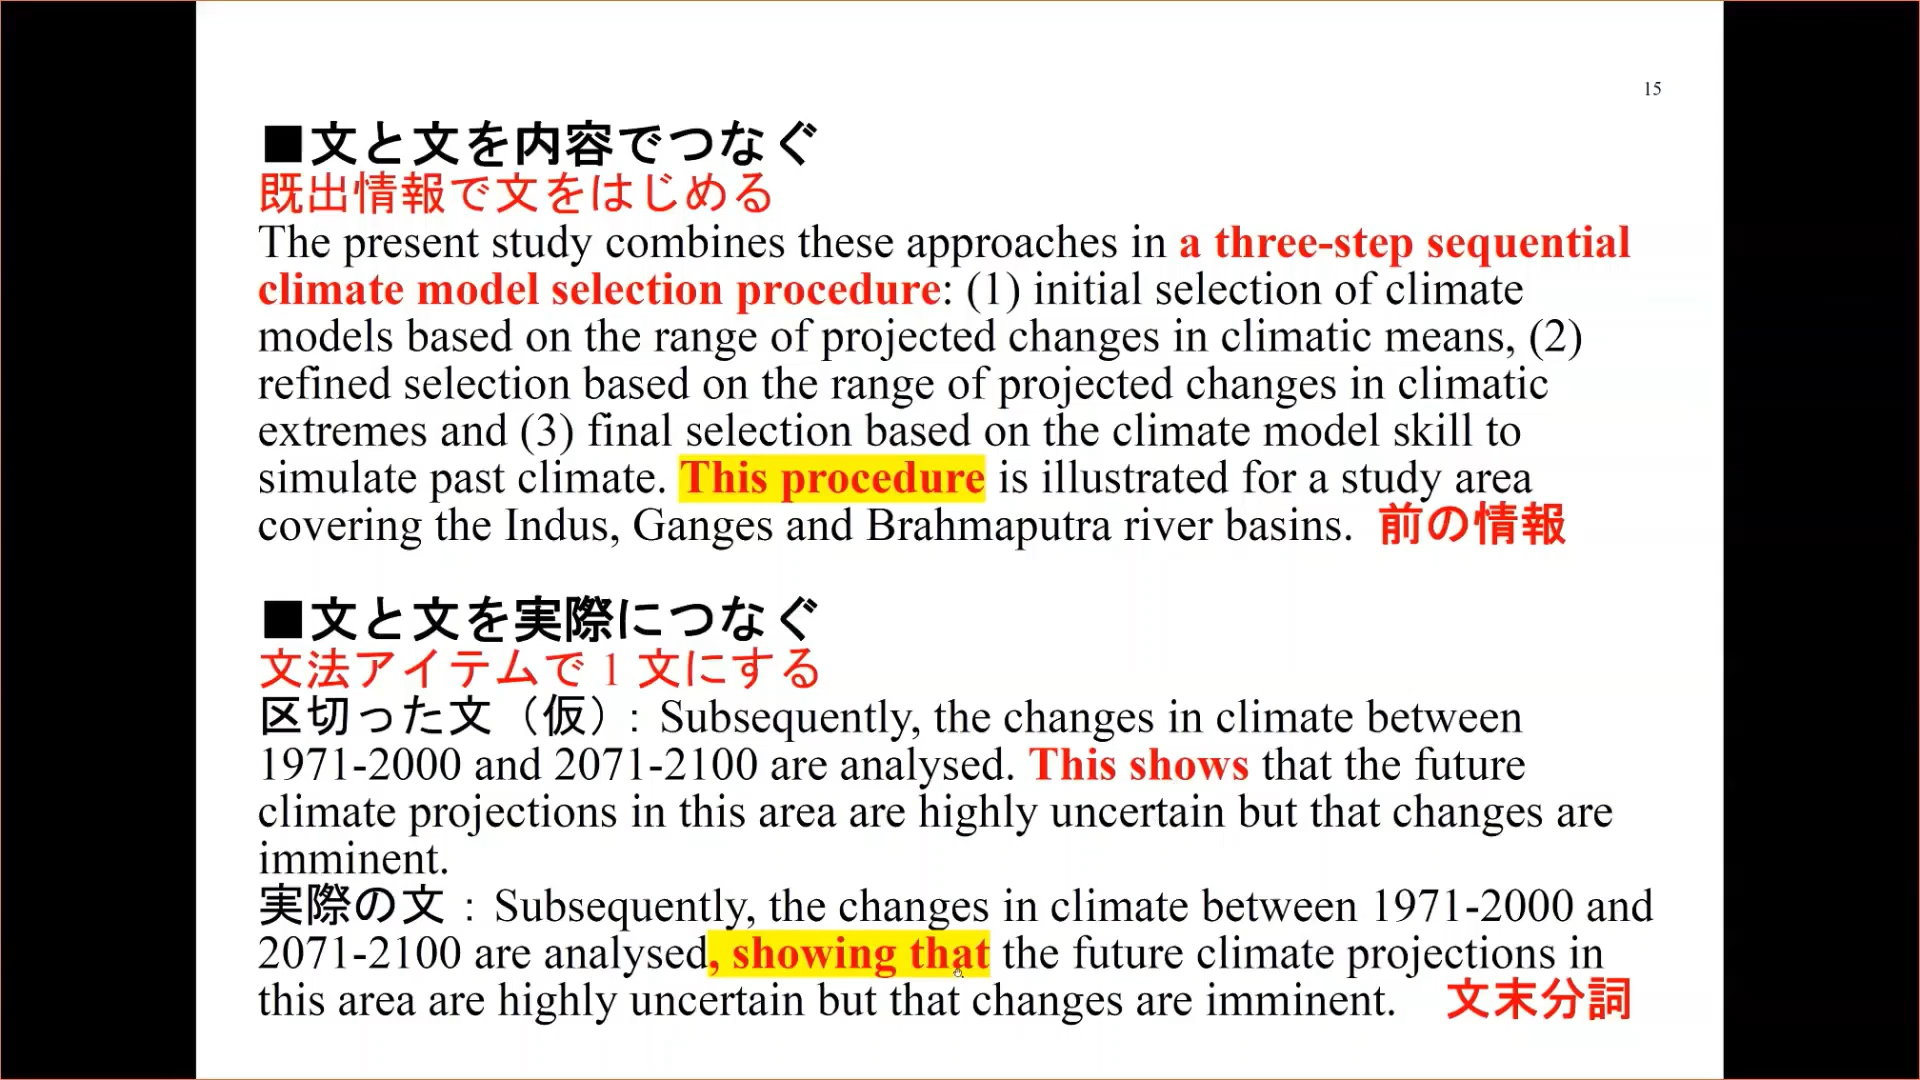 15
■文と文を内容でつなぐ
既出情報で文をはじめる
The present study combines these approaches in a three-step sequential
climate model selection procedure: (1) initial selection of climate
models based on the range of projected changes in climatic means, (2)
refined selection based on the range of projected changes in climatic
extremes and (3) final selection based on the climate model skill to
simulate past climate. This procedure is illustrated for a study area
covering the Indus, Ganges and Brahmaputra river basins. 前の情報
■文と文を実際につなぐ
文法アイテムで1文にする
区切った文（仮）: Subsequently, the changes in climate between
1971-2000 and 2071-2100 are analysed. This shows that the future
climate projections in this area are highly uncertain but that changes are
imminent.
実際の文：Subsequently, the changes in climate between 1971-2000 and
2071-2100 are analysed, showing that the future climate projections in
this area are highly uncertain but that changes are imminent. 文末分詞